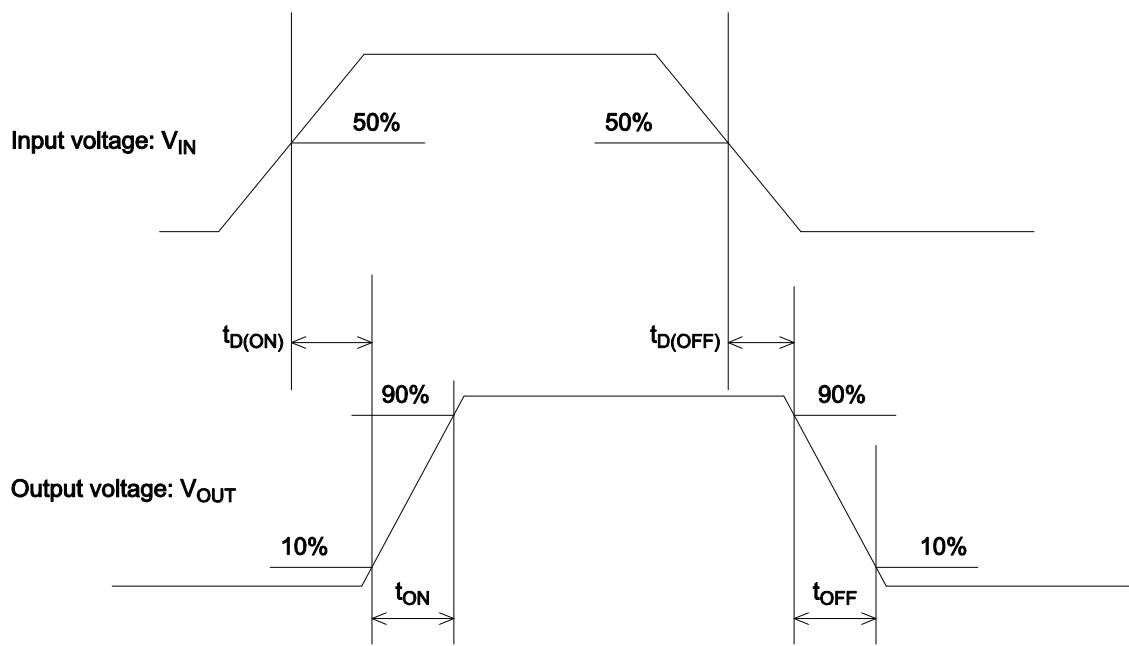 50%
50%
Input voltage: VIN
tD(ON)
tD(OFF)
90%
90%
Output voltage: VOUT
10%
10%
tON
tOFF